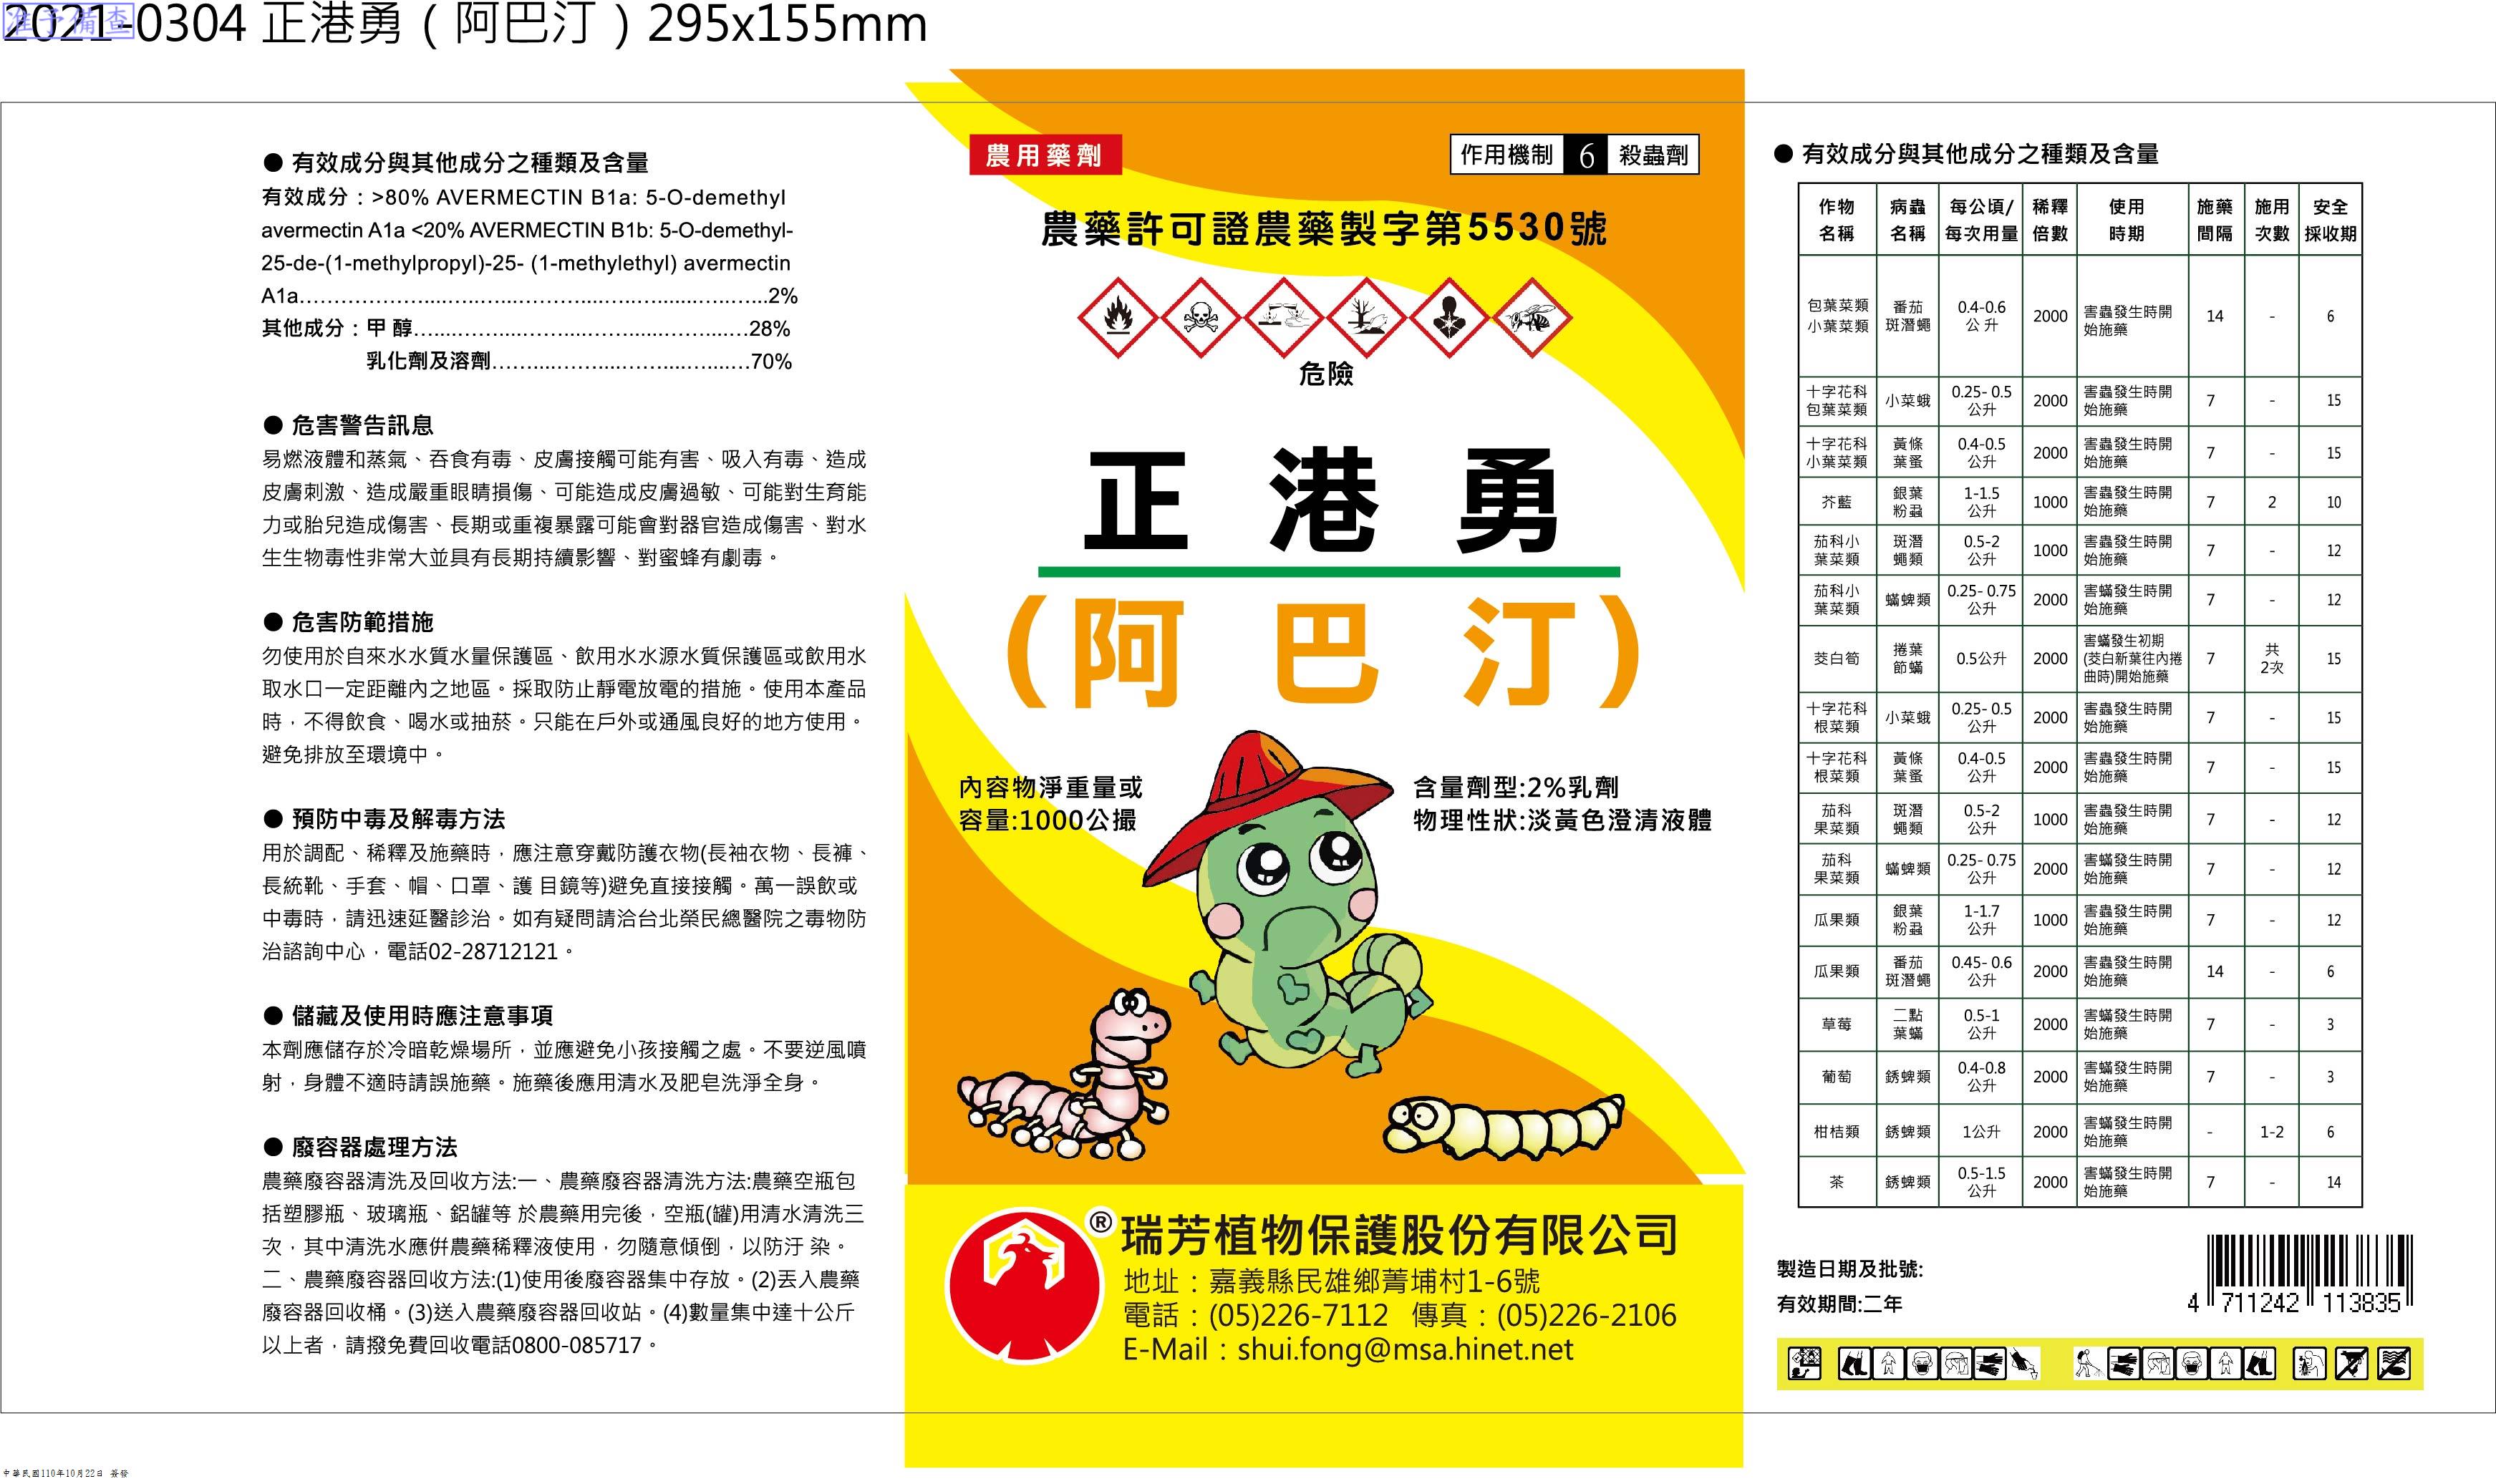 2021-0304 正港勇（阿巴汀）295x155mm
准予備查
● 有效成分與其他成分之種類及含量
有效成分：>80% AVERMECTIN B1a: 5-O-demethyl
avermectin A1a <20% AVERMECTIN B1b: 5-O-demethyl-
25-de-(1-methylpropyl)-25- (1-methylethyl) avermectin
A1a……………………………………………………2%
其他成分：甲 醇…………………………………………28%
乳化劑及溶劑……………………………………70%
● 危害警告訊息
易燃液體和蒸氣、吞食有毒、皮膚接觸可能有害、吸入有毒、造成
皮膚刺激、造成嚴重眼睛損傷、可能造成皮膚過敏、可能對生育能
力或胎兒造成傷害、長期或重複暴露可能會對器官造成傷害、對水
生生物毒性非常大並具有長期持續影響、對蜜蜂有劇毒。
● 危害防範措施
勿使用於自來水水質水量保護區、飲用水水源水質保護區或飲用水
取水口一定距離內之地區。採取防止靜電放電的措施。使用本產品
時，不得飲食、喝水或抽菸。只能在戶外或通風良好的地方使用。
避免排放至環境中。
● 預防中毒及解毒方法
用於調配、稀釋及施藥時，應注意穿戴防護衣物(長袖衣物、長褲、
長統靴、手套、帽、口罩、護 目鏡等)避免直接接觸。萬一誤飲或
中毒時，請迅速延醫診治。如有疑問請洽台北榮民總醫院之毒物防
治諮詢中心，電話02-28712121。
● 儲藏及使用時應注意事項
本劑應儲存於冷暗乾燥場所，並應避免小孩接觸之處。不要逆風噴
射，身體不適時請誤施藥。施藥後應用清水及肥皂洗淨全身。
● 廢容器處理方法
農藥廢容器清洗及回收方法:一、農藥廢容器清洗方法:農藥空瓶包
括塑膠瓶、玻璃瓶、鋁罐等 於農藥用完後，空瓶(罐)用清水清洗三
次，其中清洗水應併農藥稀釋液使用，勿隨意傾倒，以防汙 染。
二、農藥廢容器回收方法:(1)使用後廢容器集中存放。(2)丟入農藥
廢容器回收桶。(3)送入農藥廢容器回收站。(4)數量集中達十公斤
以上者，請撥免費回收電話0800-085717。
農用藥劑
作用機制 6 殺蟲劑
農藥許可證農藥製字第5530號
危險
正港勇
(阿巴汀)
內容物淨重量或
容量:1000公撮
含量劑型:2%乳劑
物理性狀:淡黃色澄清液體
® 瑞芳植物保護股份有限公司
地址：嘉義縣民雄鄉菁埔村1-6號
電話：(05)226-7112 傳真：(05)226-2106
E-Mail：shui.fong@msa.hinet.net
● 有效成分與其他成分之種類及含量
作物名稱 病蟲名稱 每公頃/每次用量 稀釋倍數 使用時期 施藥間隔 施用次數 安全採收期
包葉菜類小葉菜類 番茄斑潛蠅 0.4-0.6公 升 2000 害蟲發生時開始施藥 14 - 6
十字花科包葉菜類 小菜蛾 0.25- 0.5公升 2000 害蟲發生時開始施藥 7 - 15
十字花科小葉菜類 黃條葉蚤 0.4-0.5公升 2000 害蟲發生時開始施藥 7 - 15
芥藍 銀葉粉蝨 1-1.5公升 1000 害蟲發生時開始施藥 7 2 10
茄科小葉菜類 斑潛蠅類 0.5-2公升 1000 害蟲發生時開始施藥 7 - 12
茄科小葉菜類 蟎蜱類 0.25- 0.75公升 2000 害蟎發生時開始施藥 7 - 12
茭白筍 捲葉節蟎 0.5公升 2000 害蟎發生初期(茭白新葉往內捲曲時)開始施藥 7 共2次 15
十字花科根菜類 小菜蛾 0.25- 0.5公升 2000 害蟲發生時開始施藥 7 - 15
十字花科根菜類 黃條葉蚤 0.4-0.5公升 2000 害蟲發生時開始施藥 7 - 15
茄科果菜類 斑潛蠅類 0.5-2公升 1000 害蟲發生時開始施藥 7 - 12
茄科果菜類 蟎蜱類 0.25- 0.75公升 2000 害蟎發生時開始施藥 7 - 12
瓜果類 銀葉粉蝨 1-1.7公升 1000 害蟲發生時開始施藥 7 - 12
瓜果類 番茄斑潛蠅 0.45- 0.6公升 2000 害蟲發生時開始施藥 14 - 6
草莓 二點葉蟎 0.5-1公升 2000 害蟎發生時開始施藥 7 - 3
葡萄 銹蜱類 0.4-0.8公升 2000 害蟎發生時開始施藥 7 - 3
柑桔類 銹蜱類 1公升 2000 害蟎發生時開始施藥 - 1-2 6
茶 銹蜱類 0.5-1.5公升 2000 害蟎發生時開始施藥 7 - 14
製造日期及批號:
有效期間:二年
4 711242 113835
中華民國110年10月22日 簽發